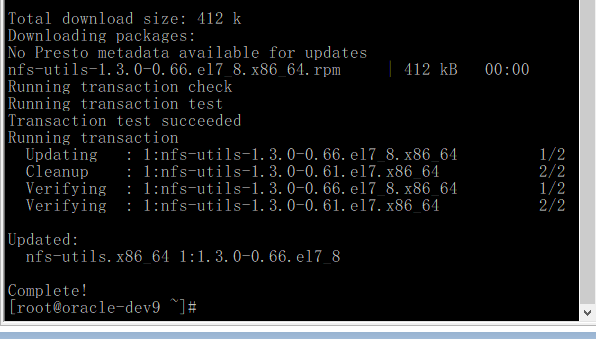 Total download size: 412 k
Downloading packages:
No Presto metadata available for updates
nfs-utils-1.3.0-0.66.el7_8.x86_64.rpm | 412 kB 00:00
Running transaction check
Running transaction test
Transaction test succeeded
Running transaction
Updating : 1:nfs-utils-1.3.0-0.66.el7_8.x86_64 1/2
Cleanup : 1:nfs-utils-1.3.0-0.61.el7.x86_64 2/2
Verifying : 1:nfs-utils-1.3.0-0.66.el7_8.x86_64 1/2
Verifying : 1:nfs-utils-1.3.0-0.61.el7.x86_64 2/2
Updated:
nfs-utils.x86_64 1:1.3.0-0.66.el7_8
Complete!
[root@oracle-dev9 ~]#